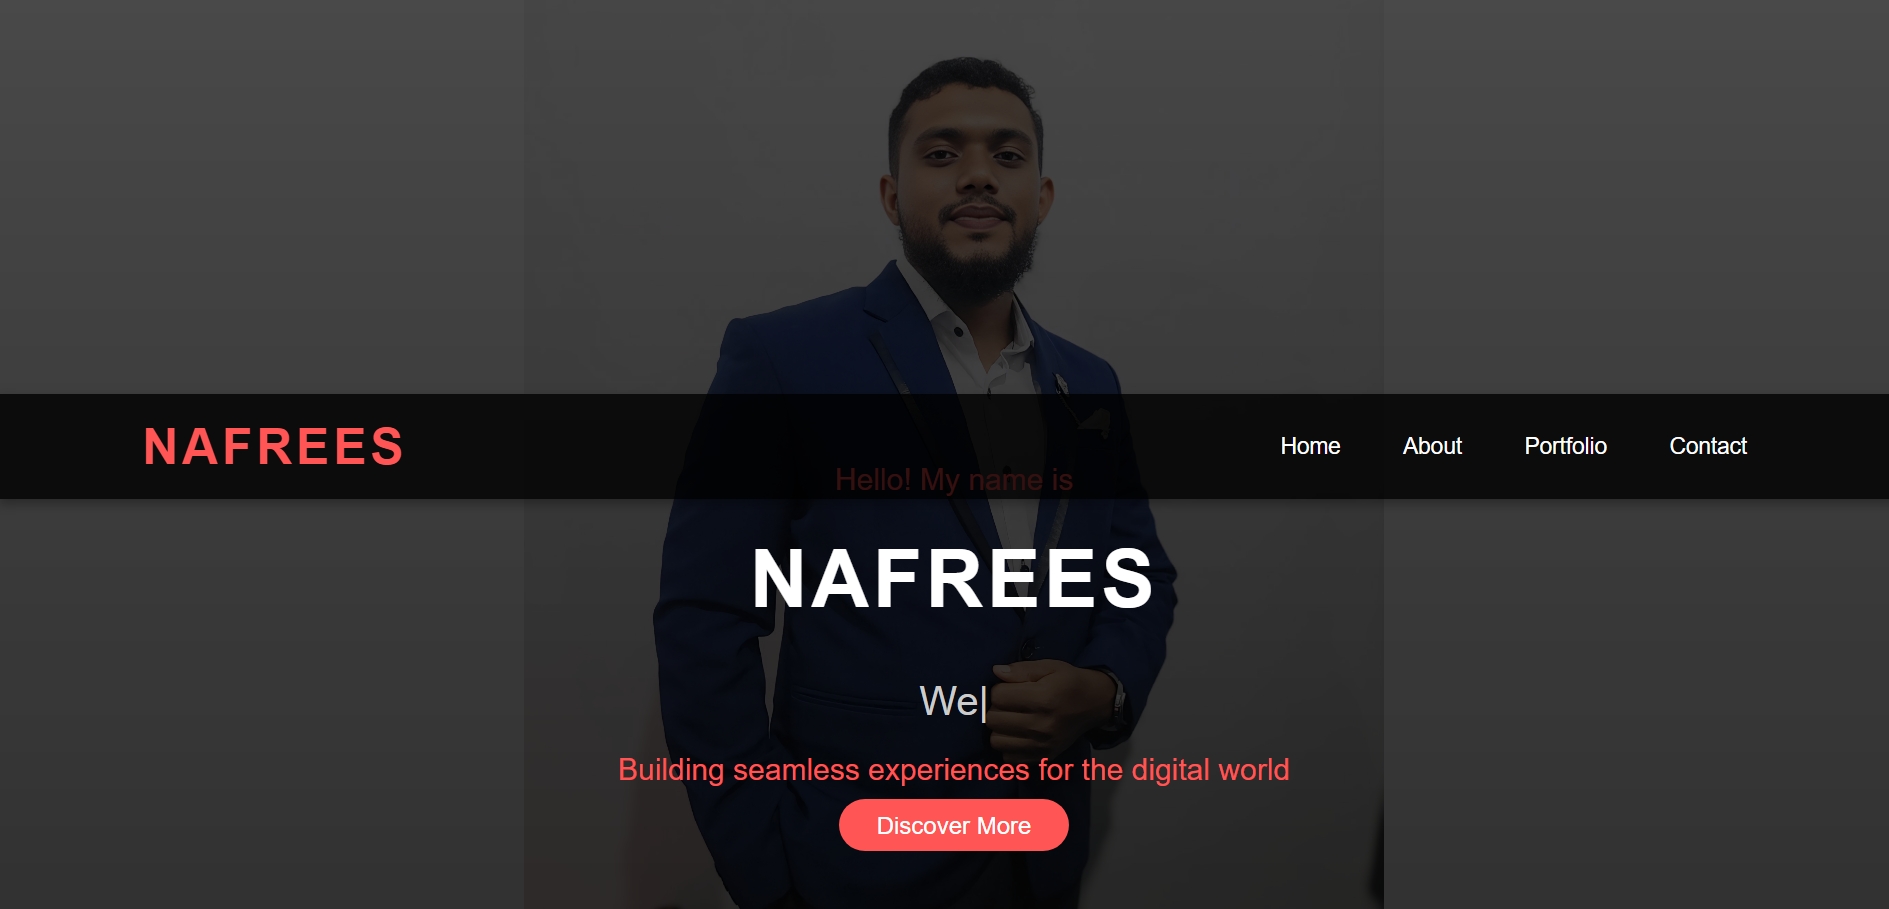 NAFREES
Home About Portfolio Contact
Hello! My name is
NAFREES
We|
Building seamless experiences for the digital world
Discover More